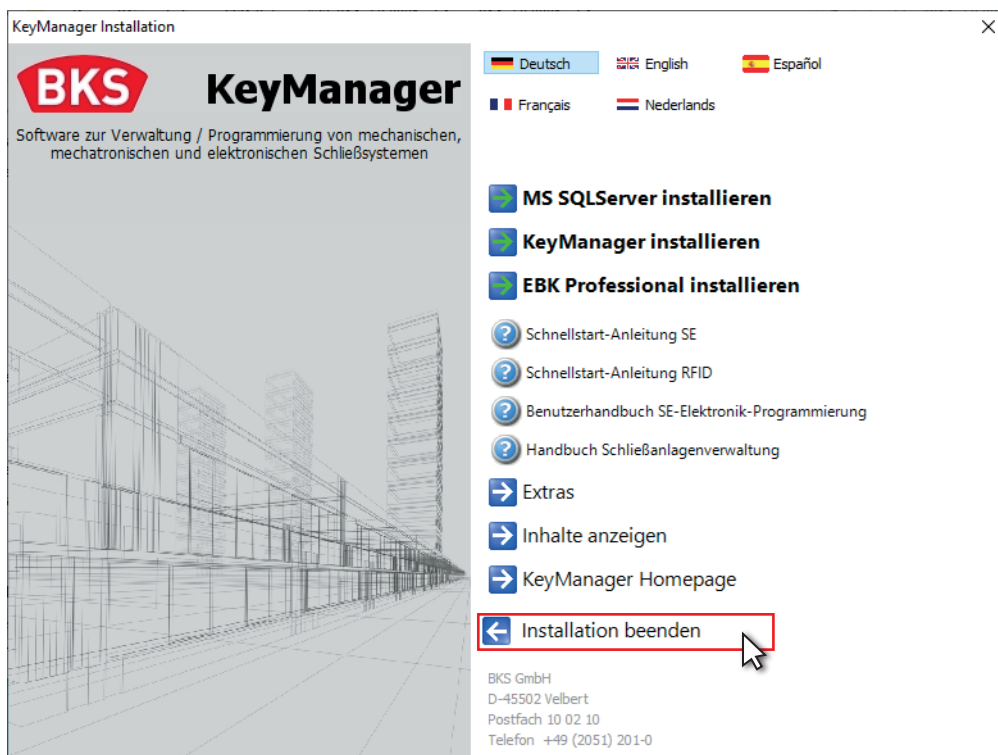 KeyManager Installation
BKS
KeyManager
Software zur Verwaltung / Programmierung von mechanischen,
mechatronischen und elektronischen Schließsystemen
Deutsch
English
Español
Français
Nederlands
MS SQLServer installieren
KeyManager installieren
EBK Professional installieren
Schnellstart-Anleitung SE
Schnellstart-Anleitung RFID
Benutzerhandbuch SE-Elektronik-Programmierung
Handbuch Schließanlagenverwaltung
Extras
Inhalte anzeigen
KeyManager Homepage
Installation beenden
BKS GmbH
D-45502 Velbert
Postfach 10 02 10
Telefon +49 (2051) 201-0